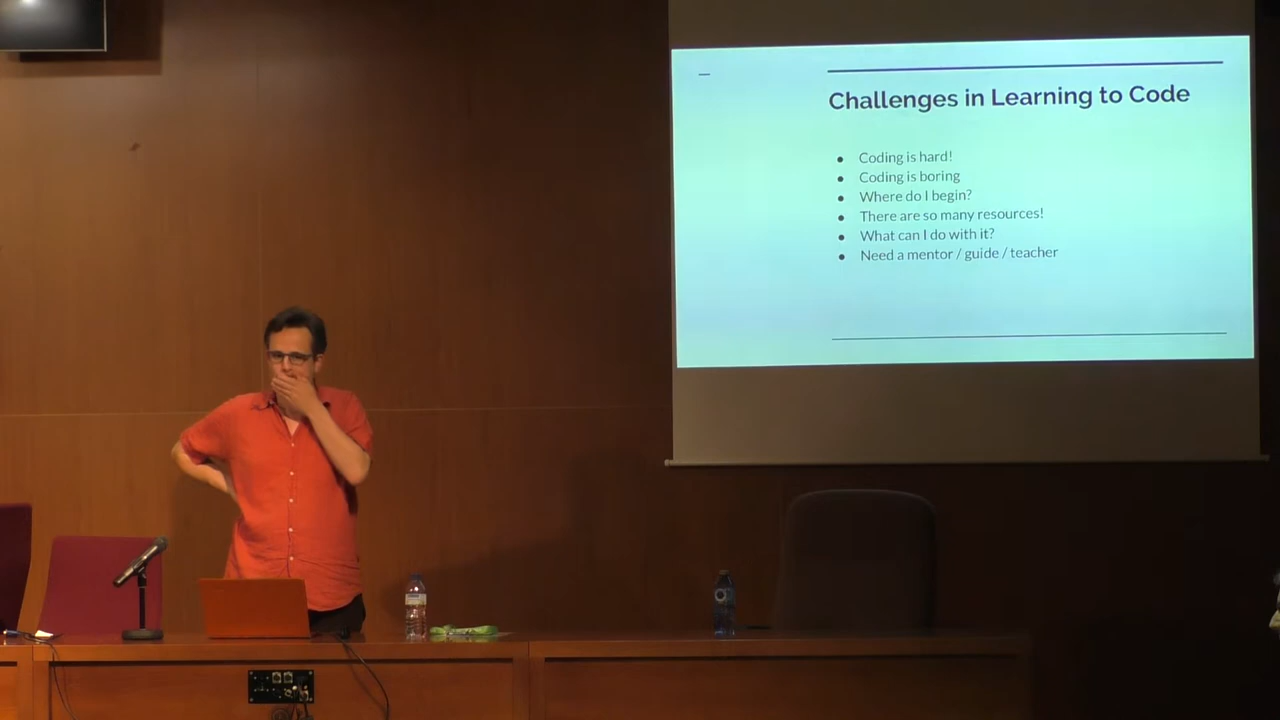 Challenges in Learning to Code
● Coding is hard!
● Coding is boring
● Where do I begin?
● There are so many resources!
● What can I do with it?
● Need a mentor / guide / teacher